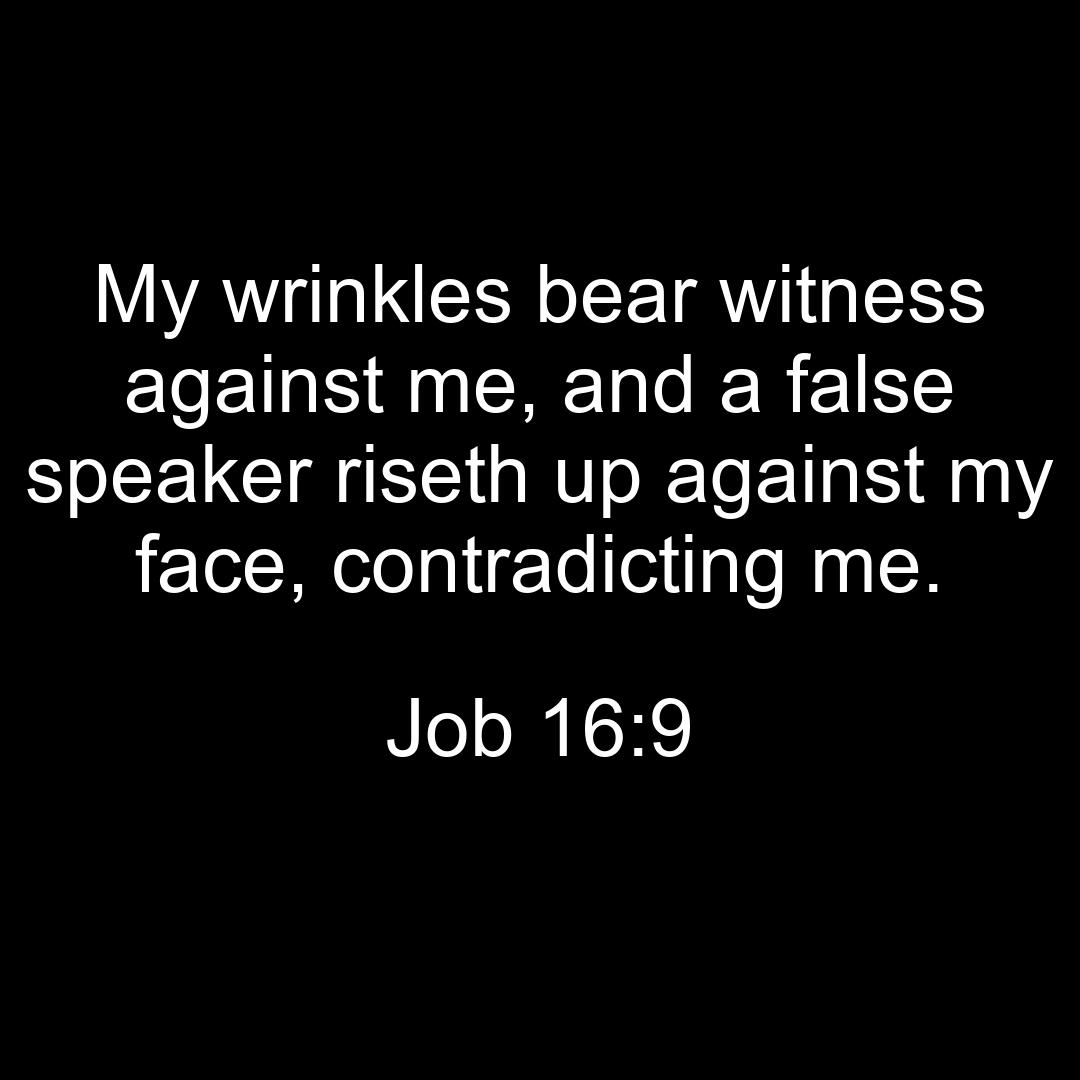 My wrinkles bear witness
against me, and a false
speaker riseth up against my
face, contradicting me.
Job 16:9